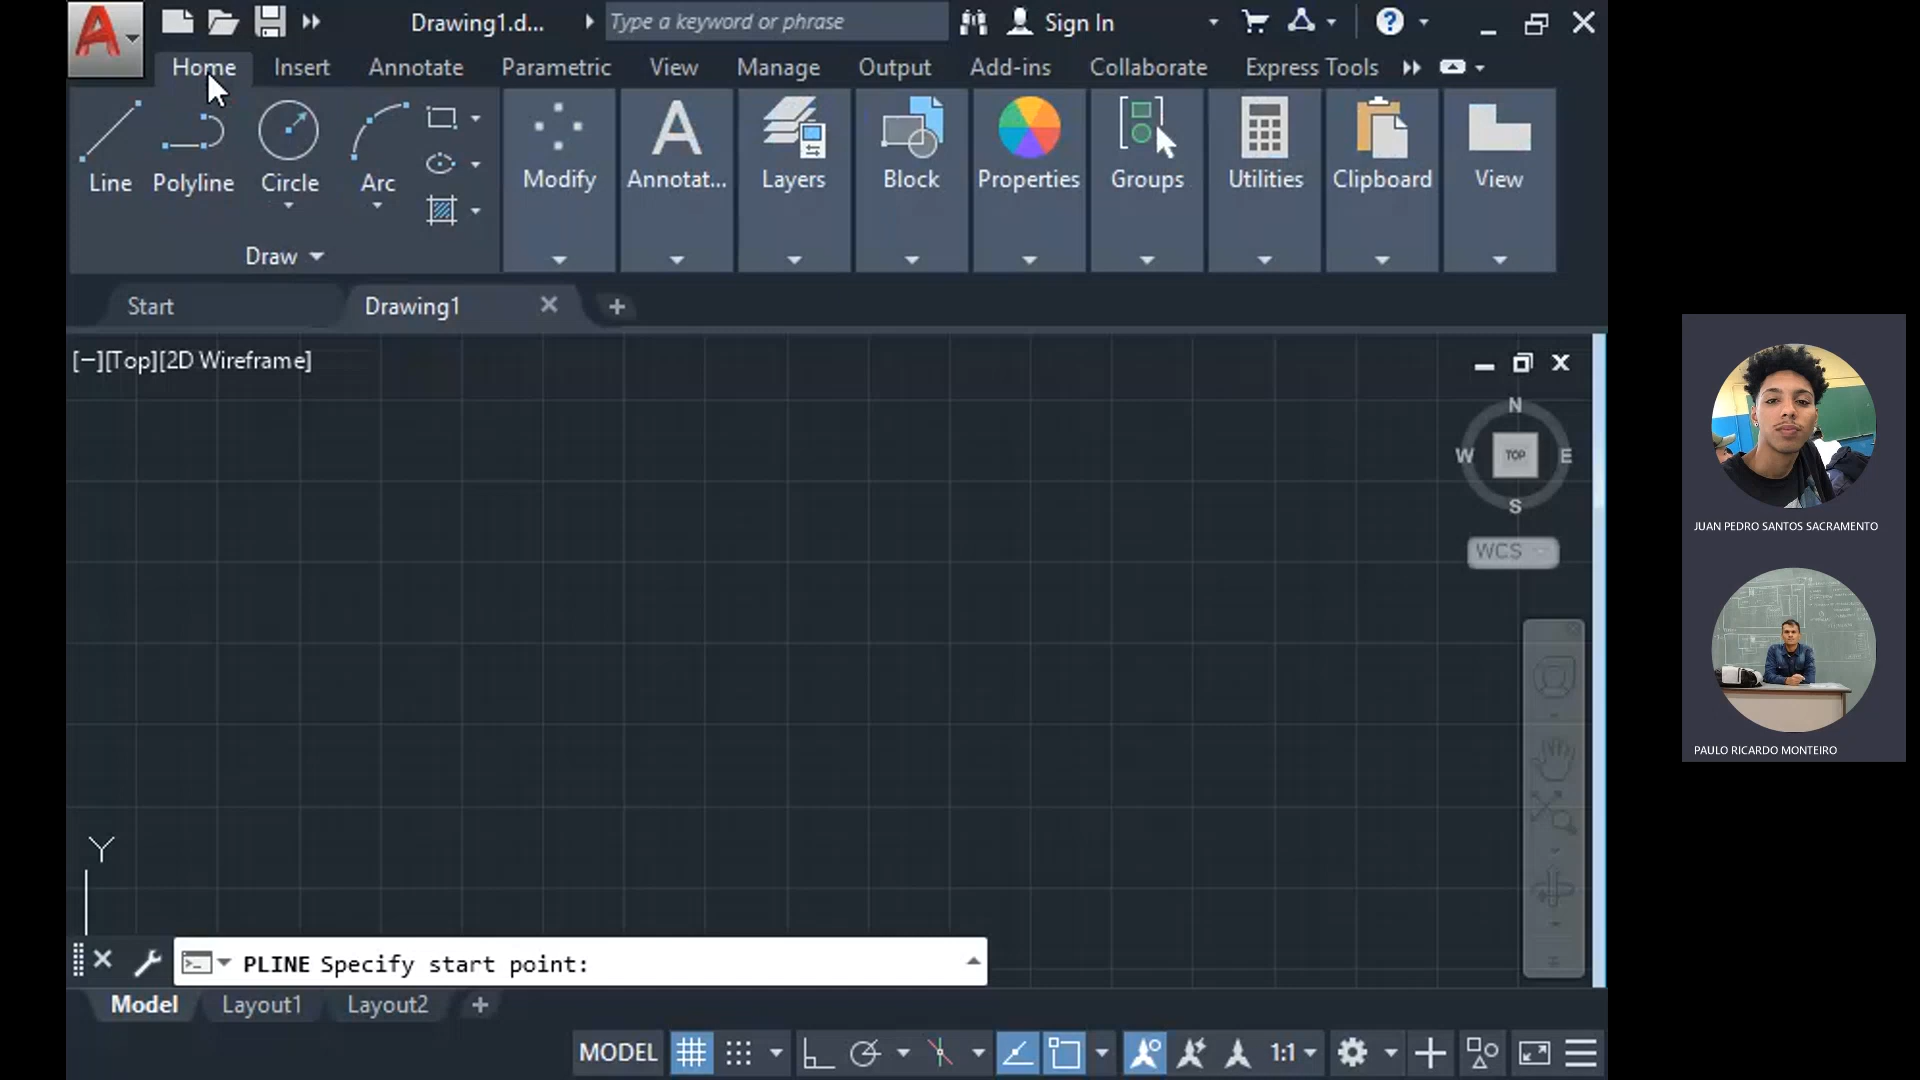 Drawing1.d...
Type a keyword or phrase
Sign In
Home
Insert
Annotate
Parametric
View
Manage
Output
Add-ins
Collaborate
Express Tools
Line
Polyline
Circle
Arc
Draw
Modify
Annotat...
Layers
Block
Properties
Groups
Utilities
Clipboard
View
Start
Drawing1
[−][Top][2D Wireframe]
N
W
TOP
E
S
WCS
JUAN PEDRO SANTOS SACRAMENTO
PAULO RICARDO MONTEIRO
Y
PLINE Specify start point:
Model
Layout1
Layout2
MODEL
1:1